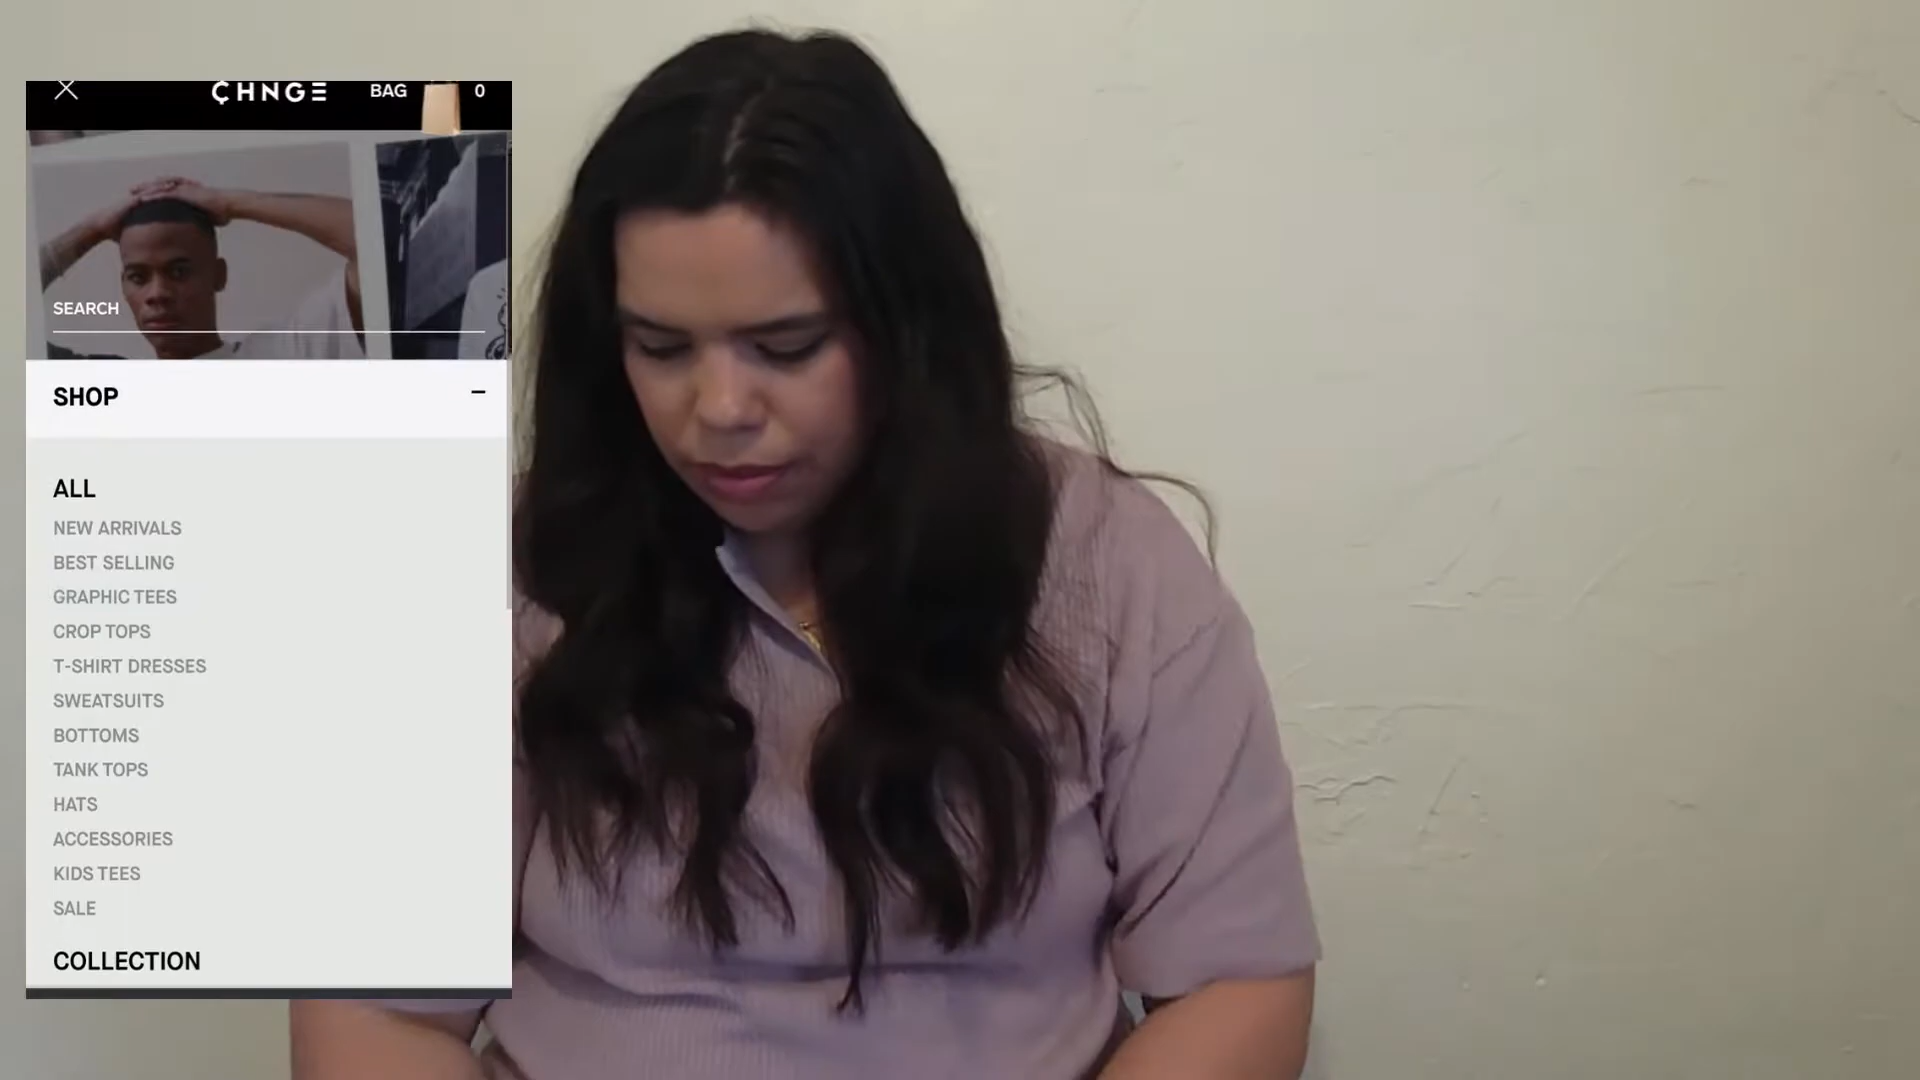 ÇHNGE BAG 0
SEARCH
SHOP
ALL
NEW ARRIVALS
BEST SELLING
GRAPHIC TEES
CROP TOPS
T-SHIRT DRESSES
SWEATSUITS
BOTTOMS
TANK TOPS
HATS
ACCESSORIES
KIDS TEES
SALE
COLLECTION